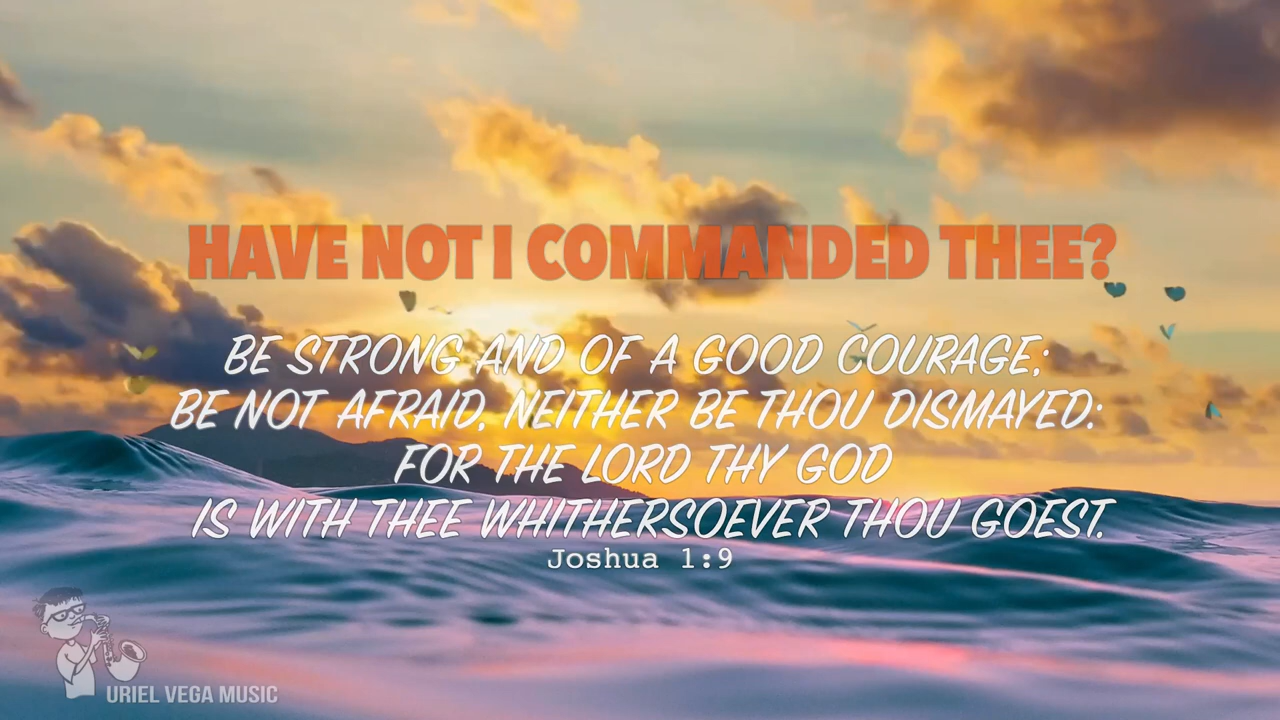 HAVE NOT I COMMANDED THEE?
BE STRONG AND OF A GOOD COURAGE;
BE NOT AFRAID, NEITHER BE THOU DISMAYED:
FOR THE LORD THY GOD
IS WITH THEE WHITHERSOEVER THOU GOEST.
Joshua 1:9
URIEL VEGA MUSIC